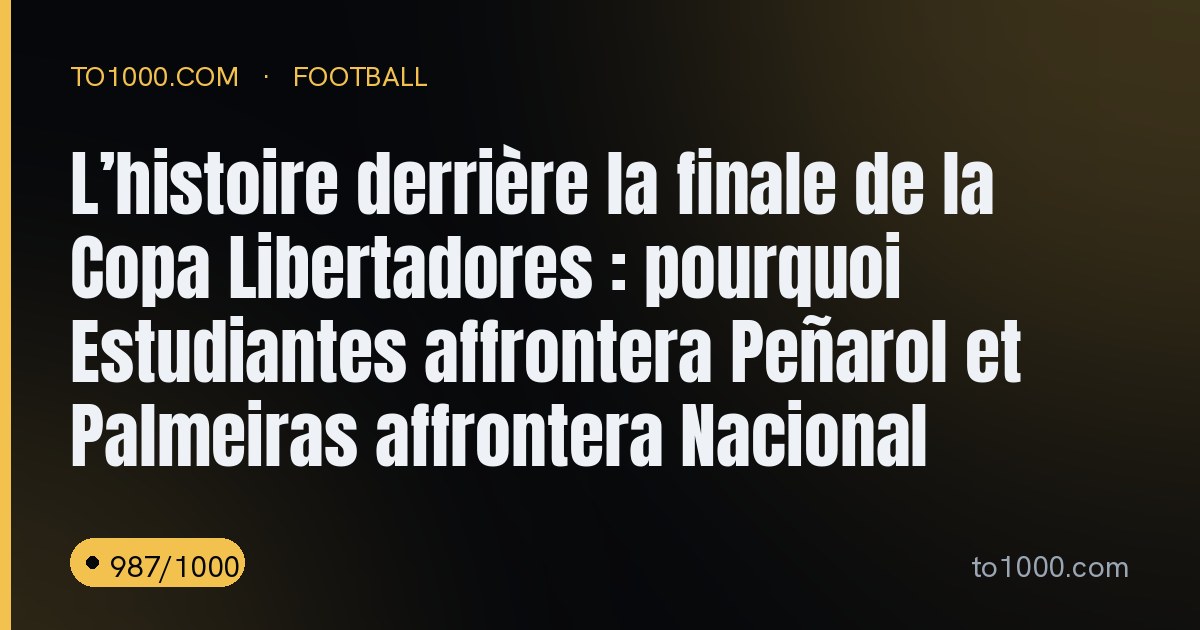 TO1000.COM · FOOTBALL
L’histoire derrière la finale de la
Copa Libertadores : pourquoi
Estudiantes affrontera Peñarol et
Palmeiras affrontera Nacional
987/1000
to1000.com